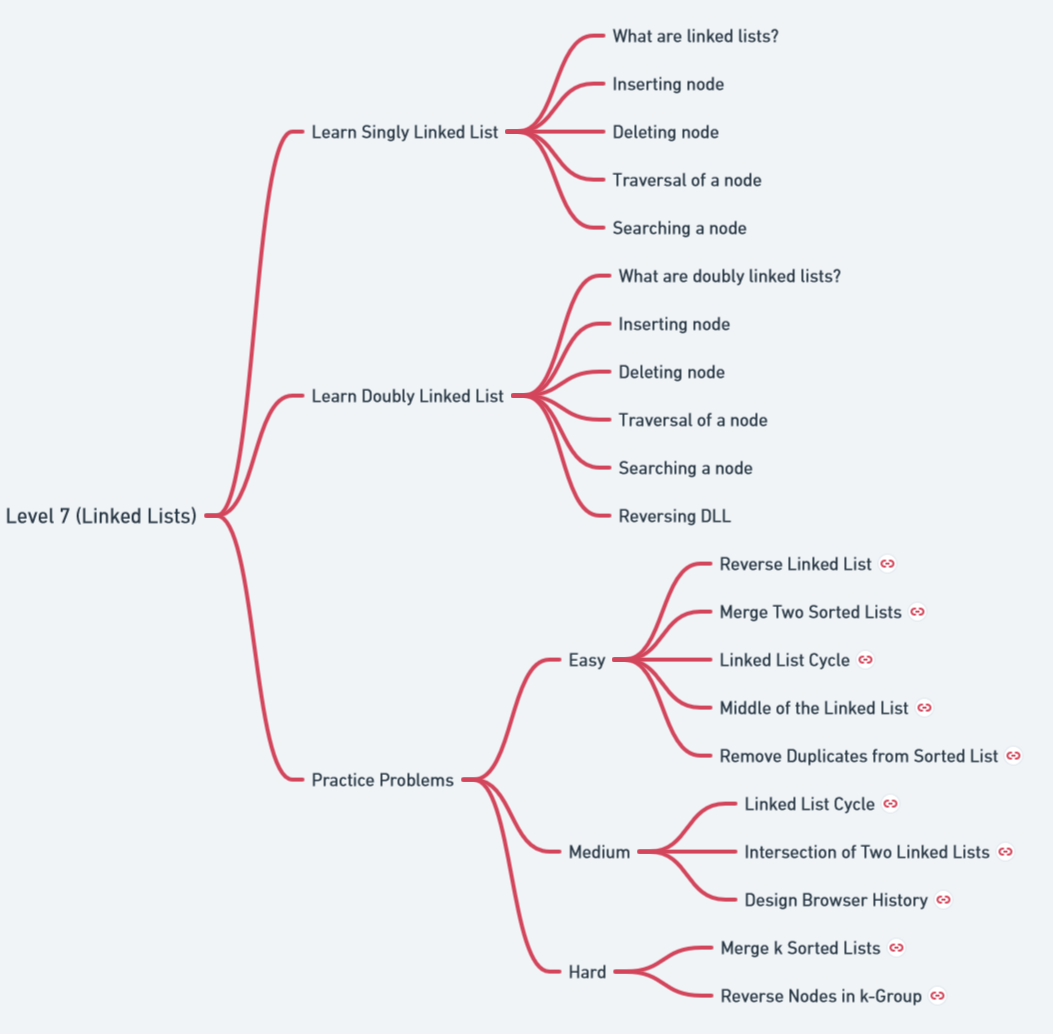 What are linked lists?
Inserting node
Learn Singly Linked List
Deleting node
Traversal of a node
Searching a node
What are doubly linked lists?
Inserting node
Deleting node
Learn Doubly Linked List
Traversal of a node
Searching a node
Level 7 (Linked Lists)
Reversing DLL
Reverse Linked List
Merge Two Sorted Lists
Easy
Linked List Cycle
Middle of the Linked List
Remove Duplicates from Sorted List
Practice Problems
Linked List Cycle
Medium
Intersection of Two Linked Lists
Design Browser History
Merge k Sorted Lists
Hard
Reverse Nodes in k-Group